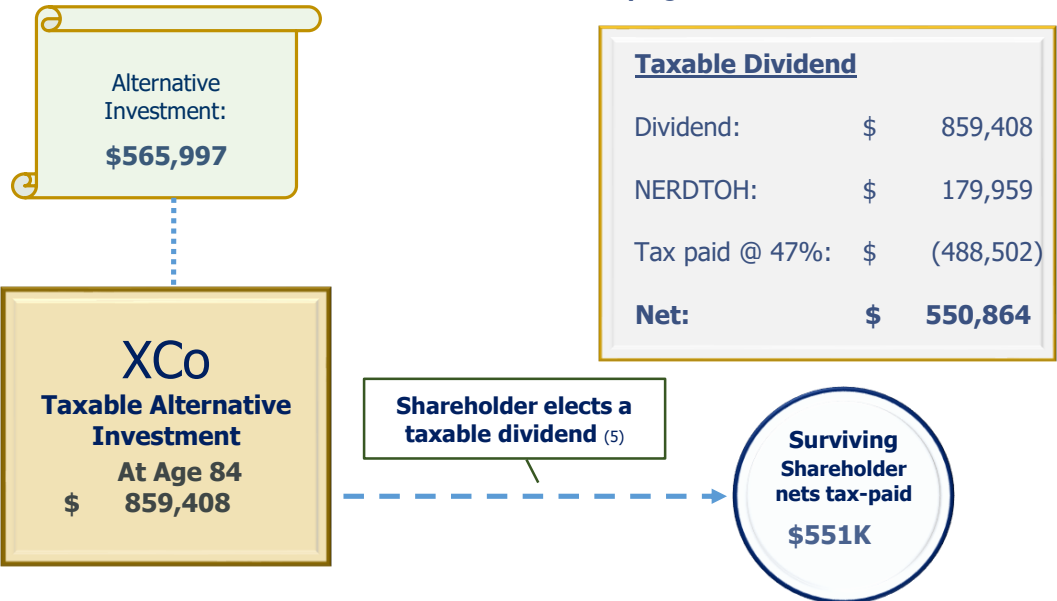 Alternative
Investment:
$565,997
Taxable Dividend
Dividend: $ 859,408
NERDTOH: $ 179,959
Tax paid @ 47%: $ (488,502)
Net: $ 550,864
XCo
Taxable Alternative
Investment
At Age 84
$ 859,408
Shareholder elects a
taxable dividend (5)
Surviving
Shareholder
nets tax-paid
$551K